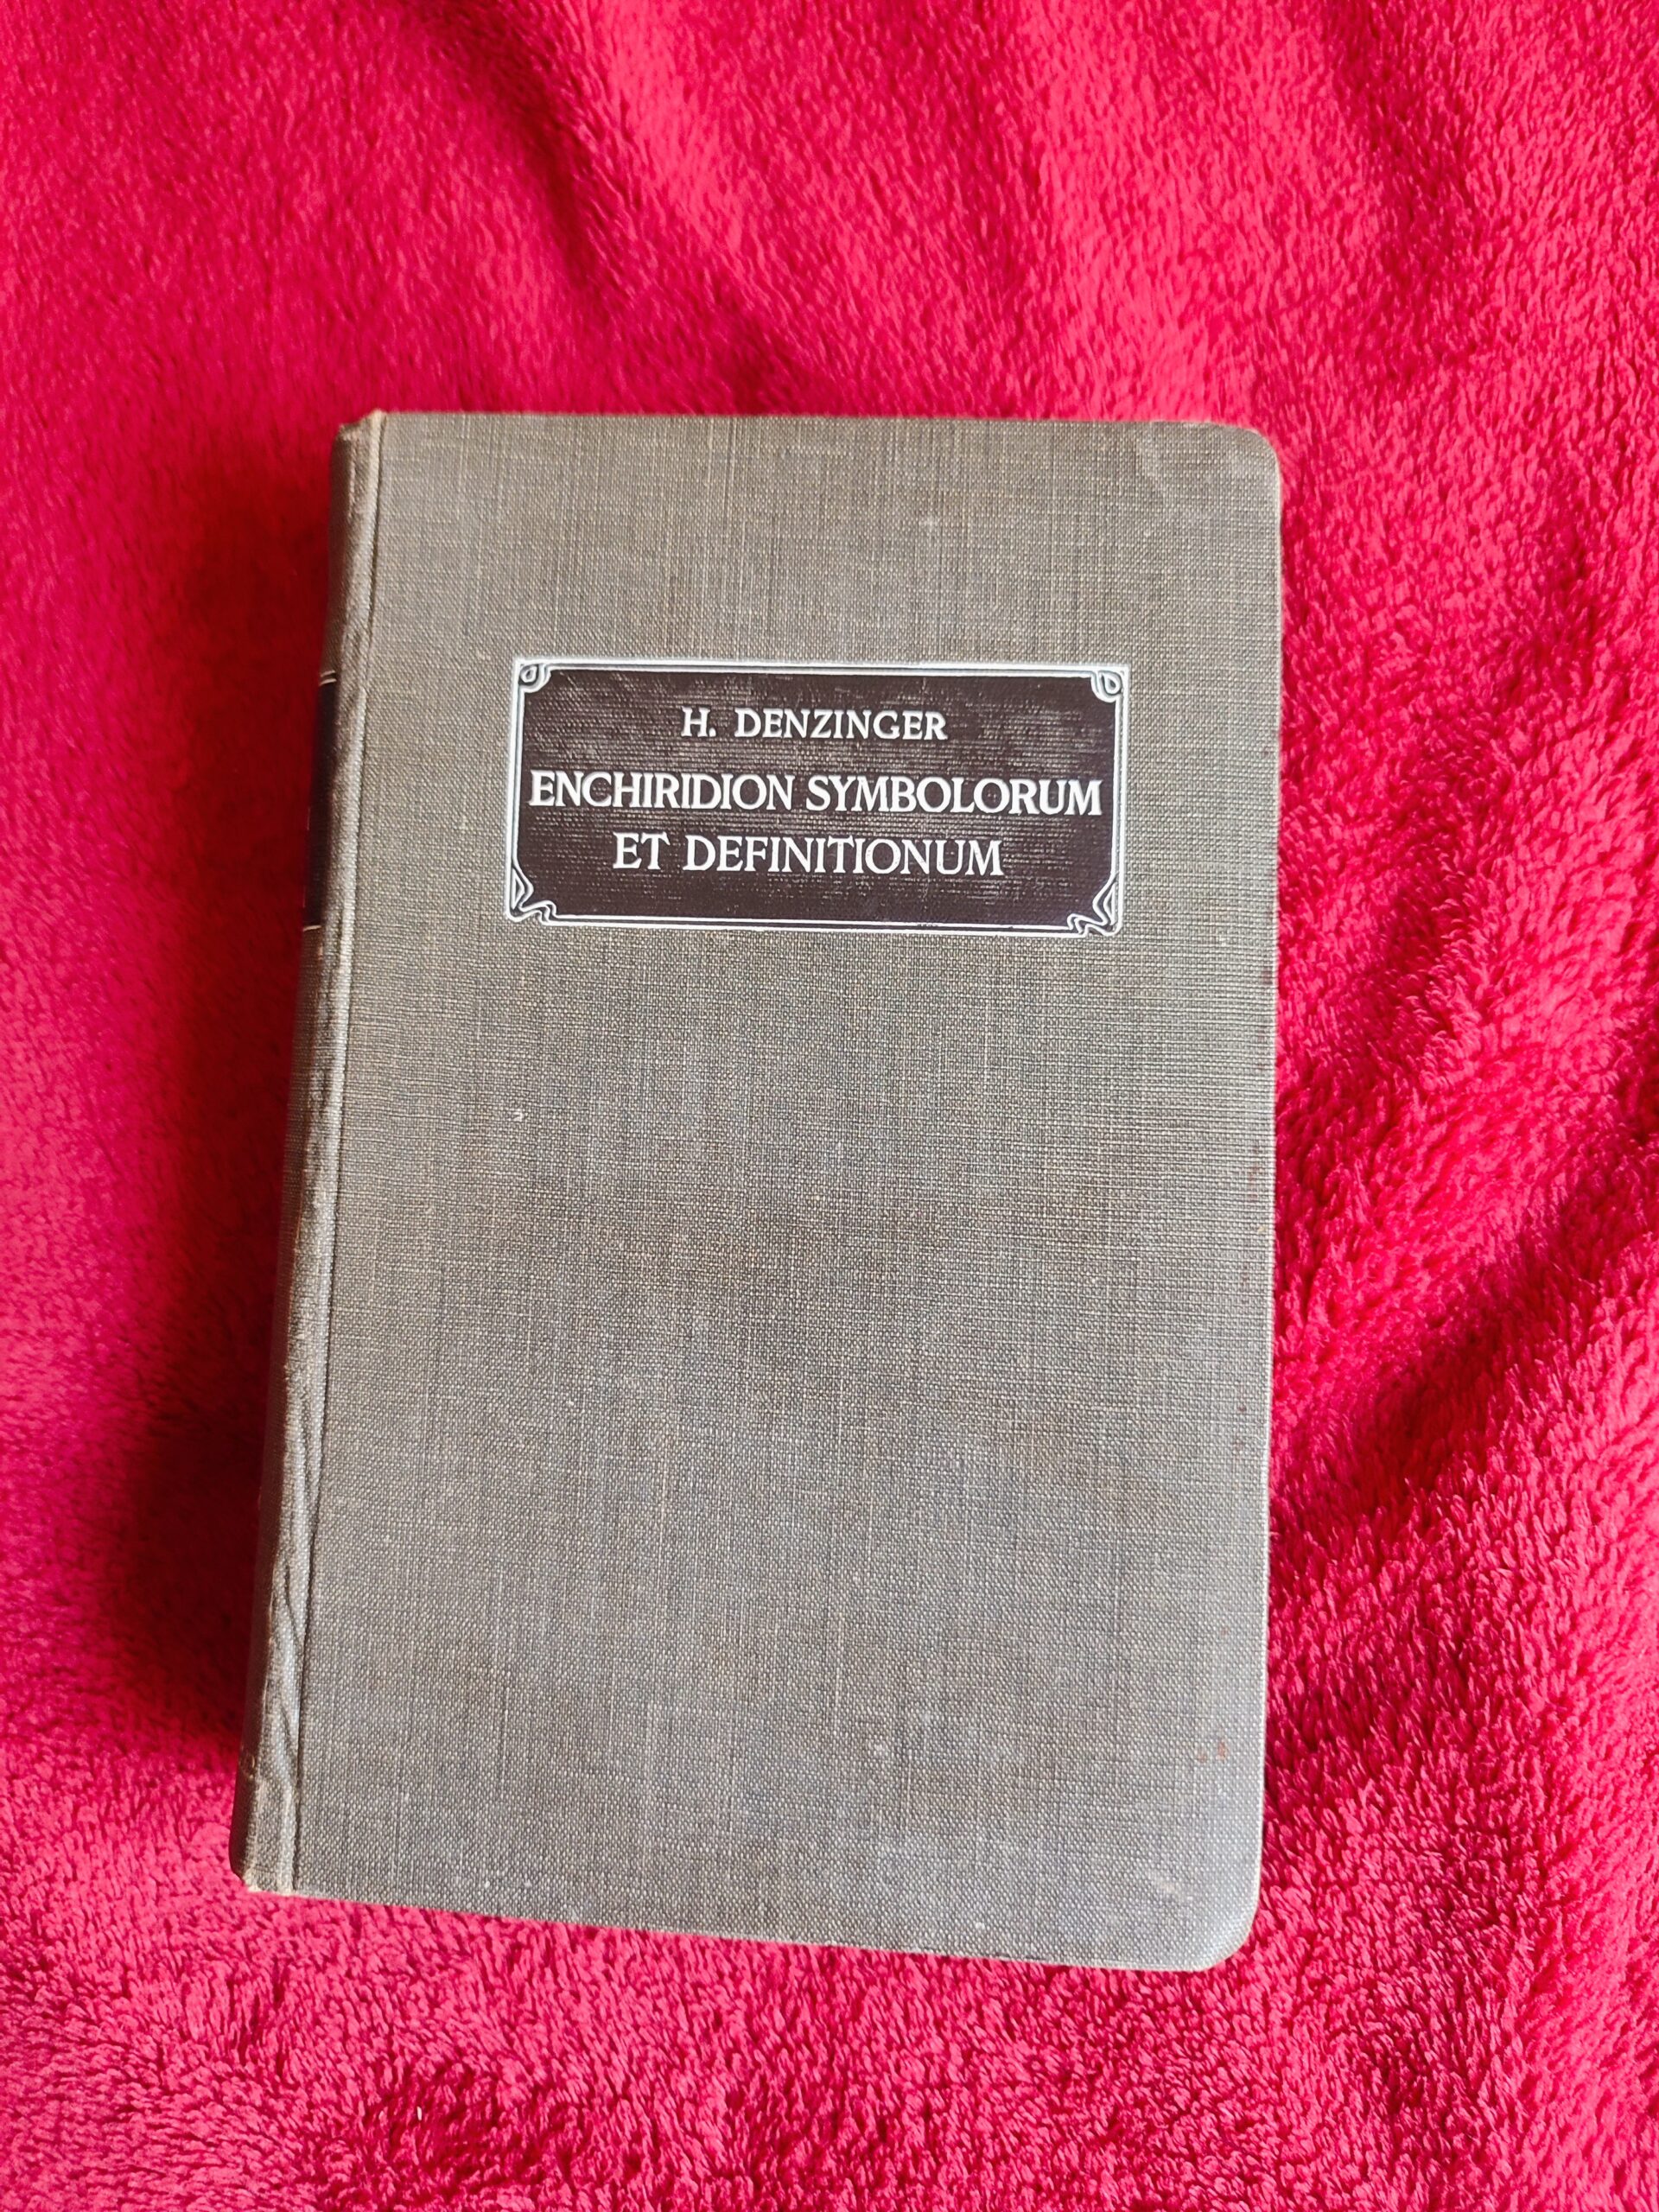 H. DENZINGER
ENCHIRIDION SYMBOLORUM
ET DEFINITIONUM